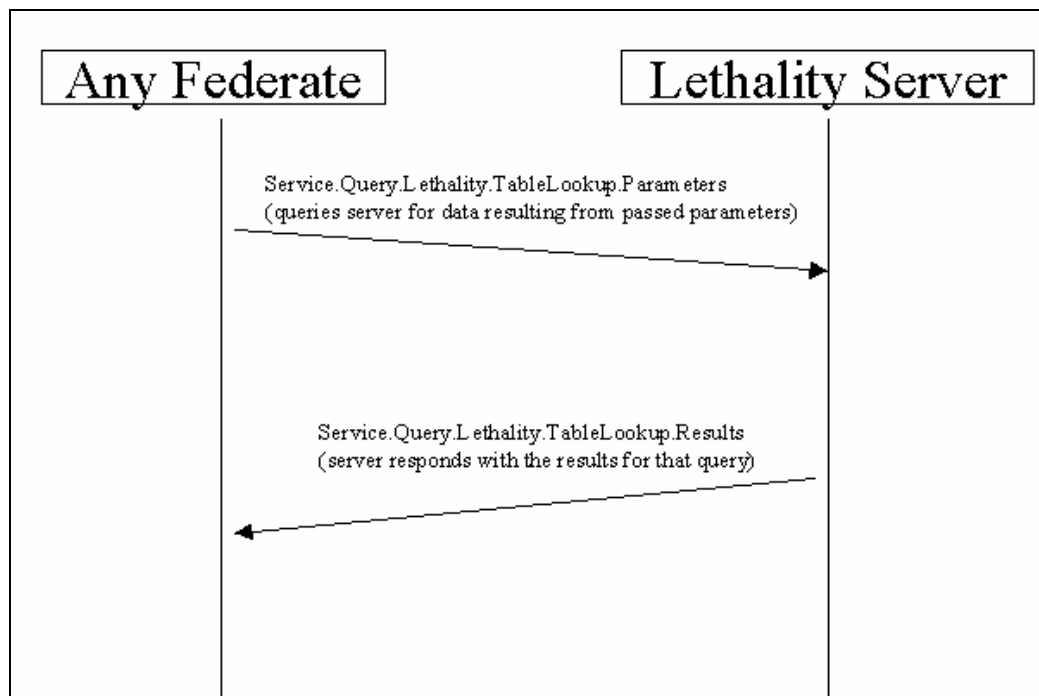 Any Federate
Lethality Server
Service.Query.Lethality.TableLookup.Parameters
(queries server for data resulting from passed parameters)
Service.Query.Lethality.TableLookup.Results
(server responds with the results for that query)